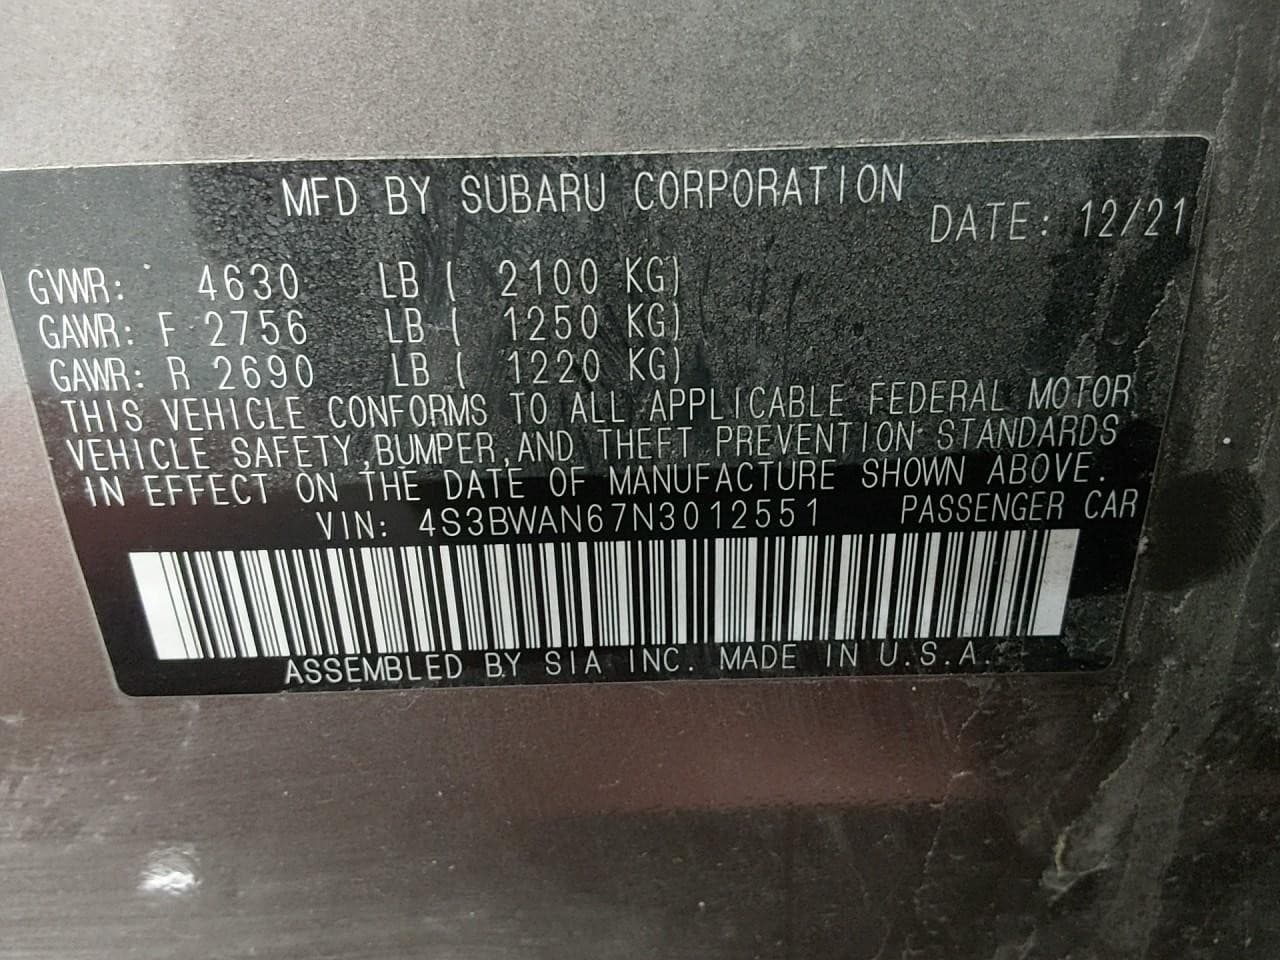 MFD BY SUBARU CORPORATION
DATE: 12/21
GVWR: 4630 LB ( 2100 KG)
GAWR: F 2756 LB ( 1250 KG)
GAWR: R 2690 LB ( 1220 KG)
THIS VEHICLE CONFORMS TO ALL APPLICABLE FEDERAL MOTOR
VEHICLE SAFETY,BUMPER,AND THEFT PREVENTION STANDARDS
IN EFFECT ON THE DATE OF MANUFACTURE SHOWN ABOVE.
VIN: 4S3BWAN67N3012551 PASSENGER CAR
ASSEMBLED BY SIA INC. MADE IN U.S.A.